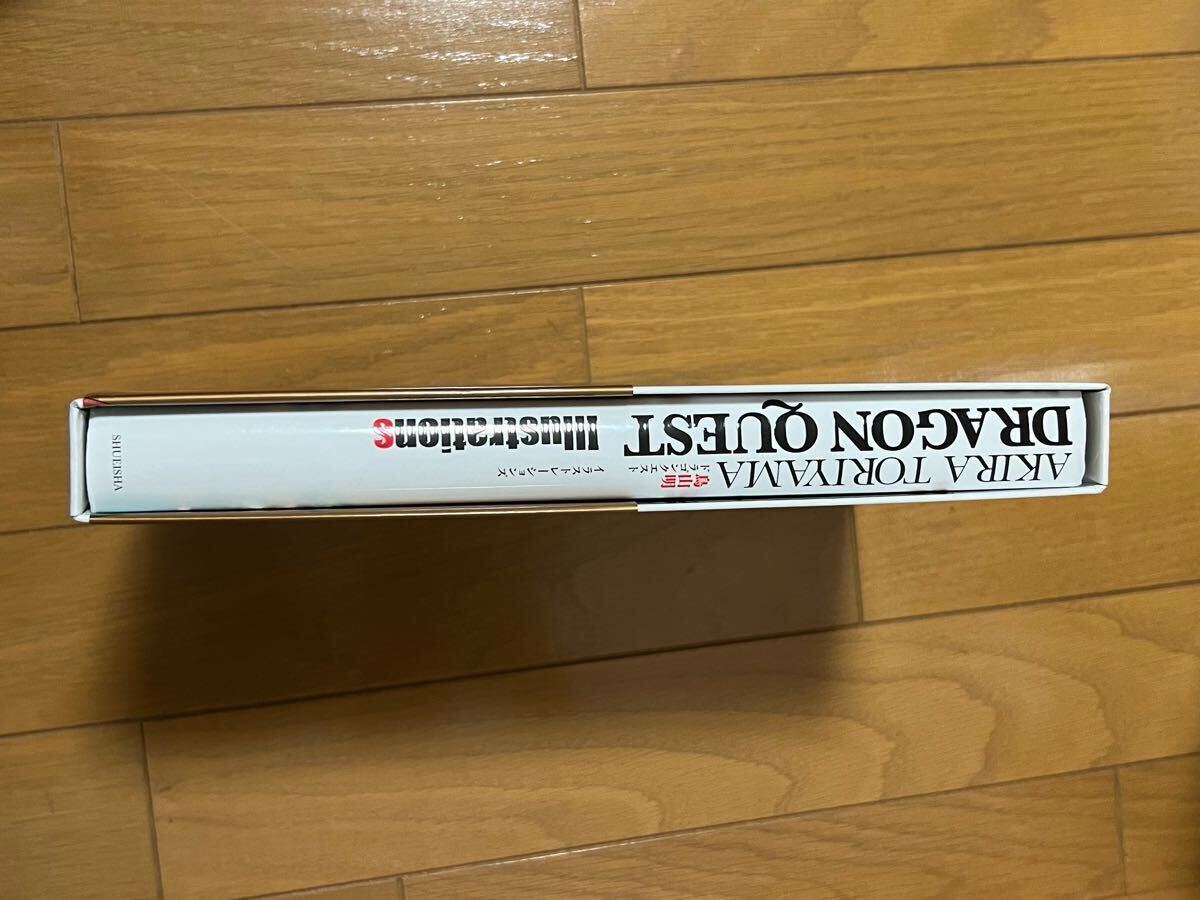 AKIRA TORIYAMA
鳥山明
ドラゴンクエスト
DRAGON QUEST
Illustrations
イラストレーションズ
SHUEISHA